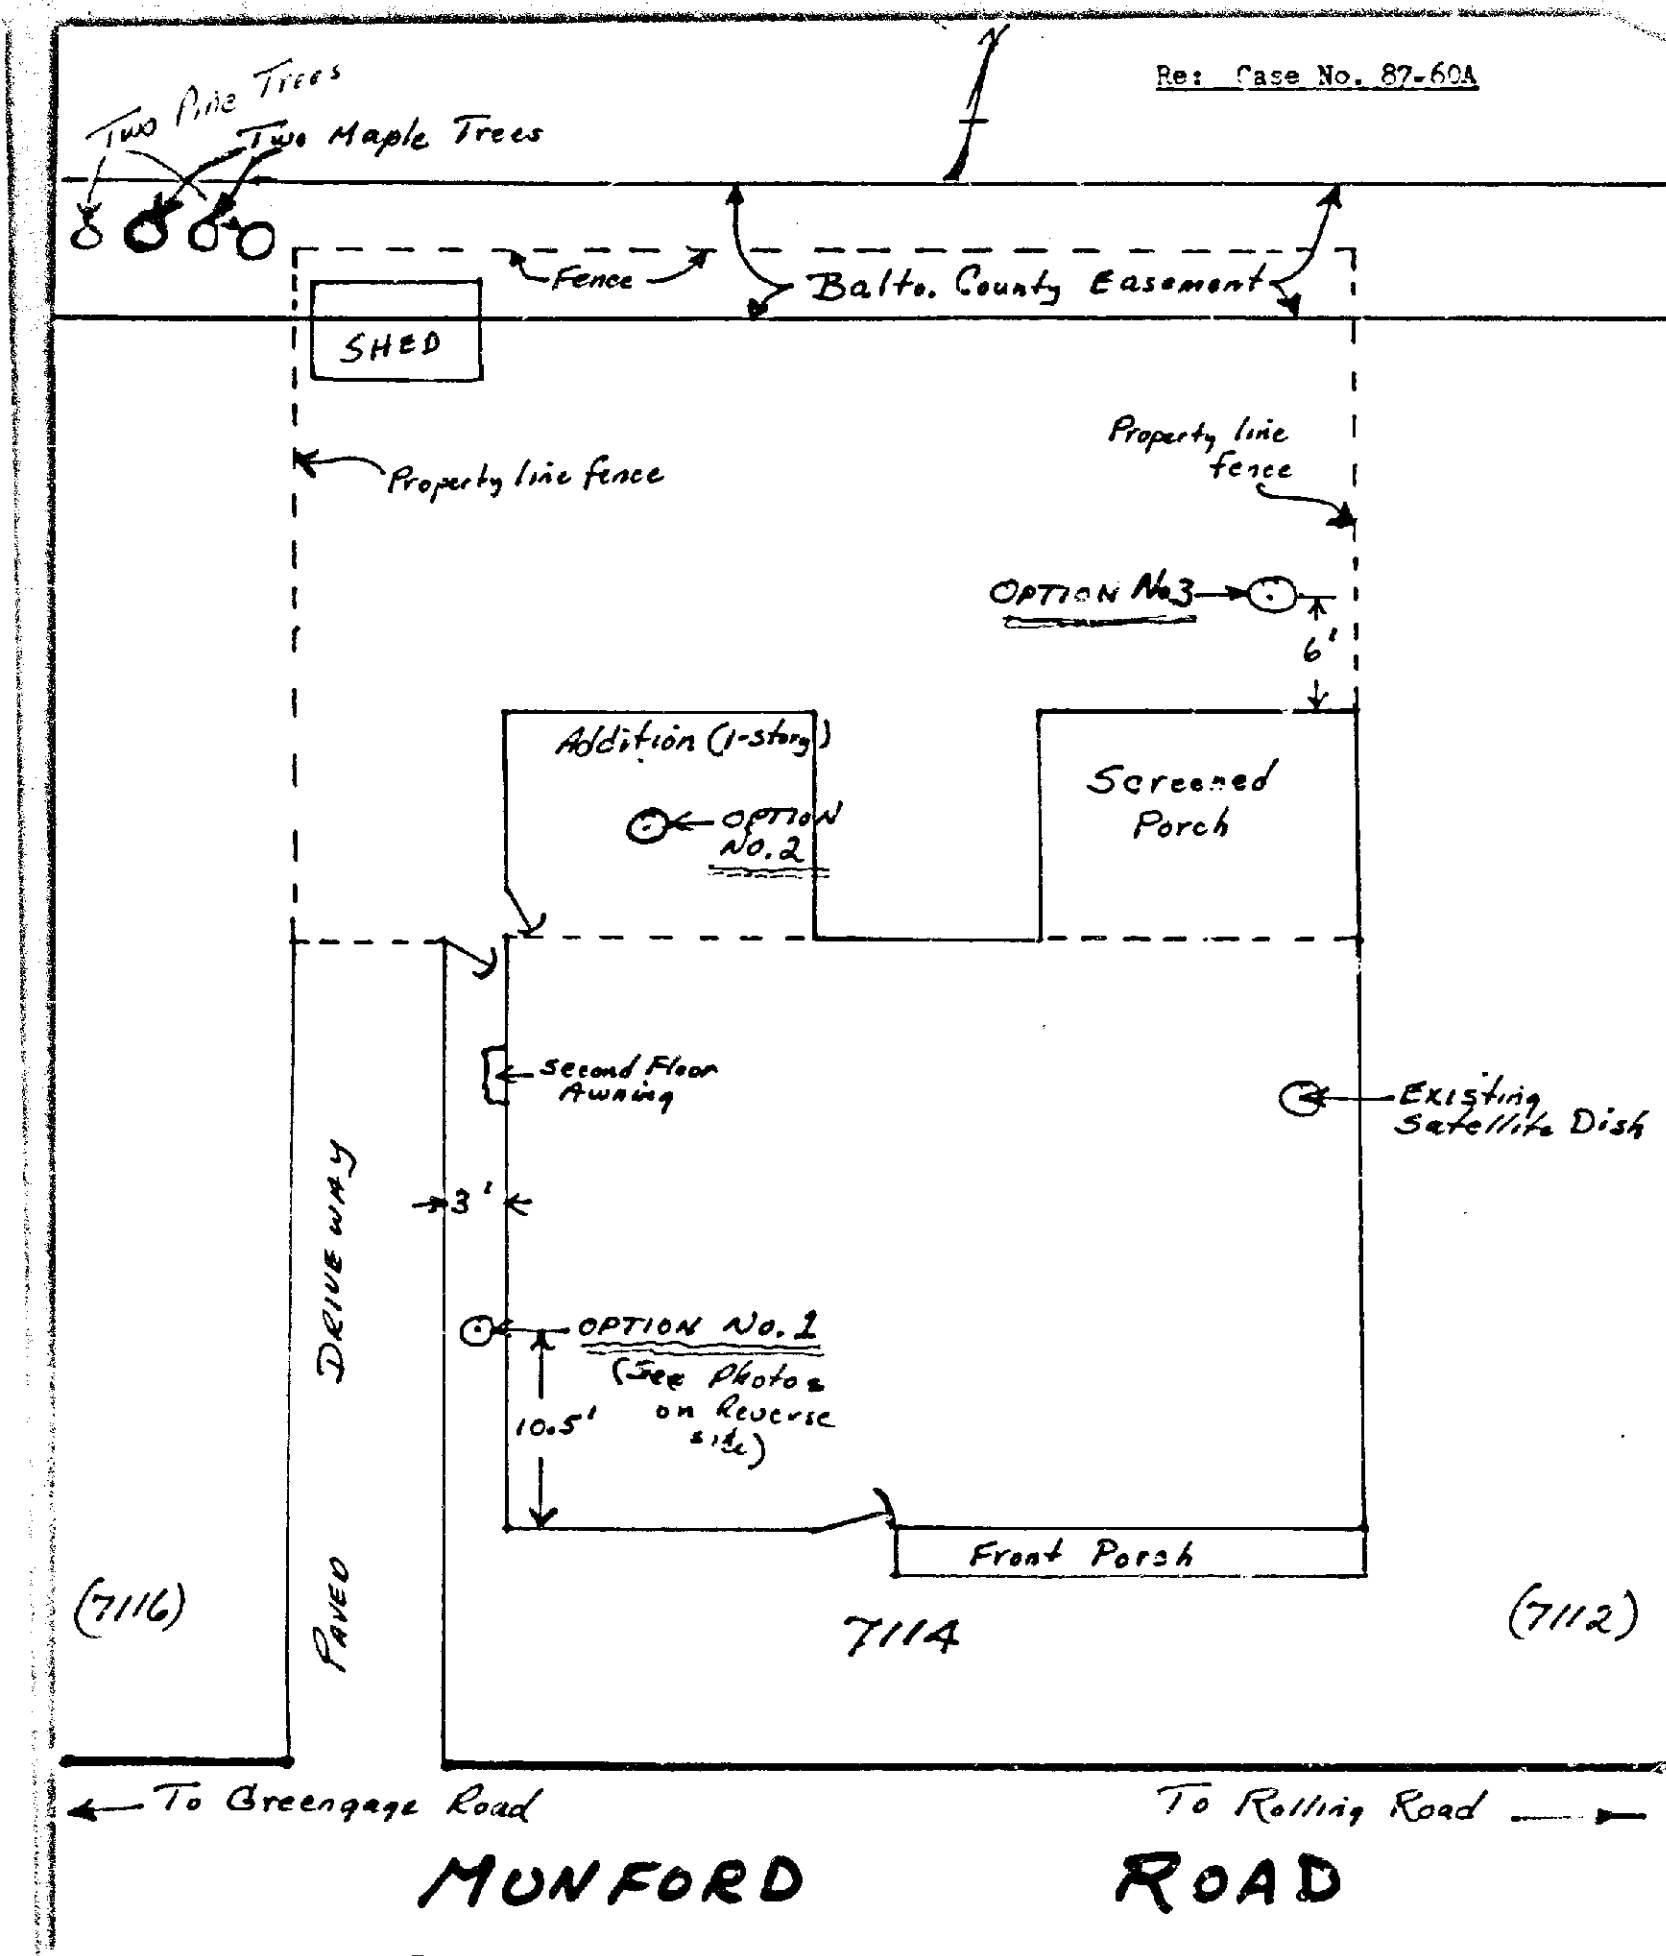 N
Re: Case No. 87-60A
Two Pine Trees
Two Maple Trees
Fence
Balto. County Easement
SHED
Property line
fence
Property line fence
OPTION No.3
6'
Addition (1-story)
Screened
Porch
OPTION
NO. 2
Second Floor
Awning
Existing
Satellite Dish
3'
OPTION No. 1
(See Photos
on Reverse
side)
10.5'
PAVED DRIVEWAY
Front Porch
(7116)
7114
(7112)
To Greengage Road
To Rolling Road
MUNFORD ROAD